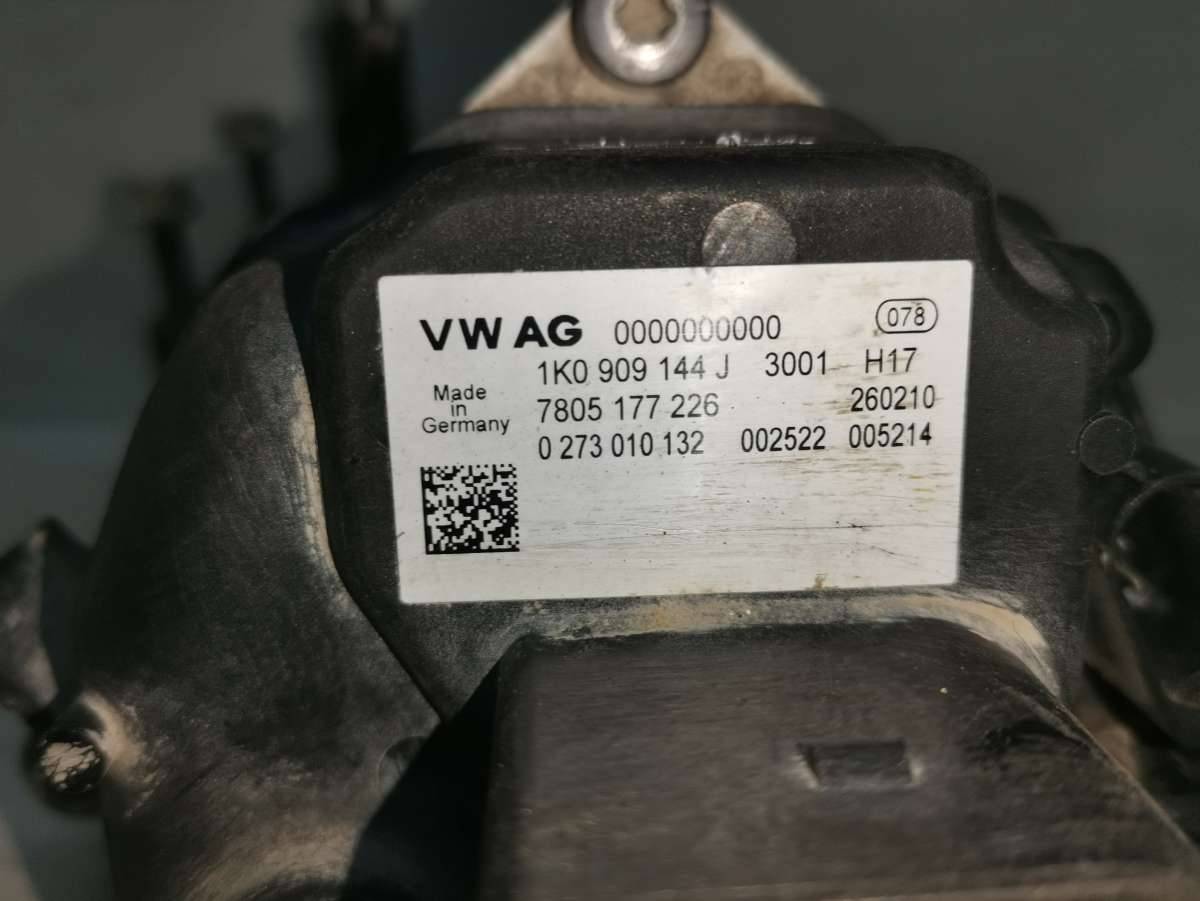 VW AG 0000000000 078
1K0 909 144 J 3001 H17
Made in Germany
7805 177 226 260210
0 273 010 132 002522 005214